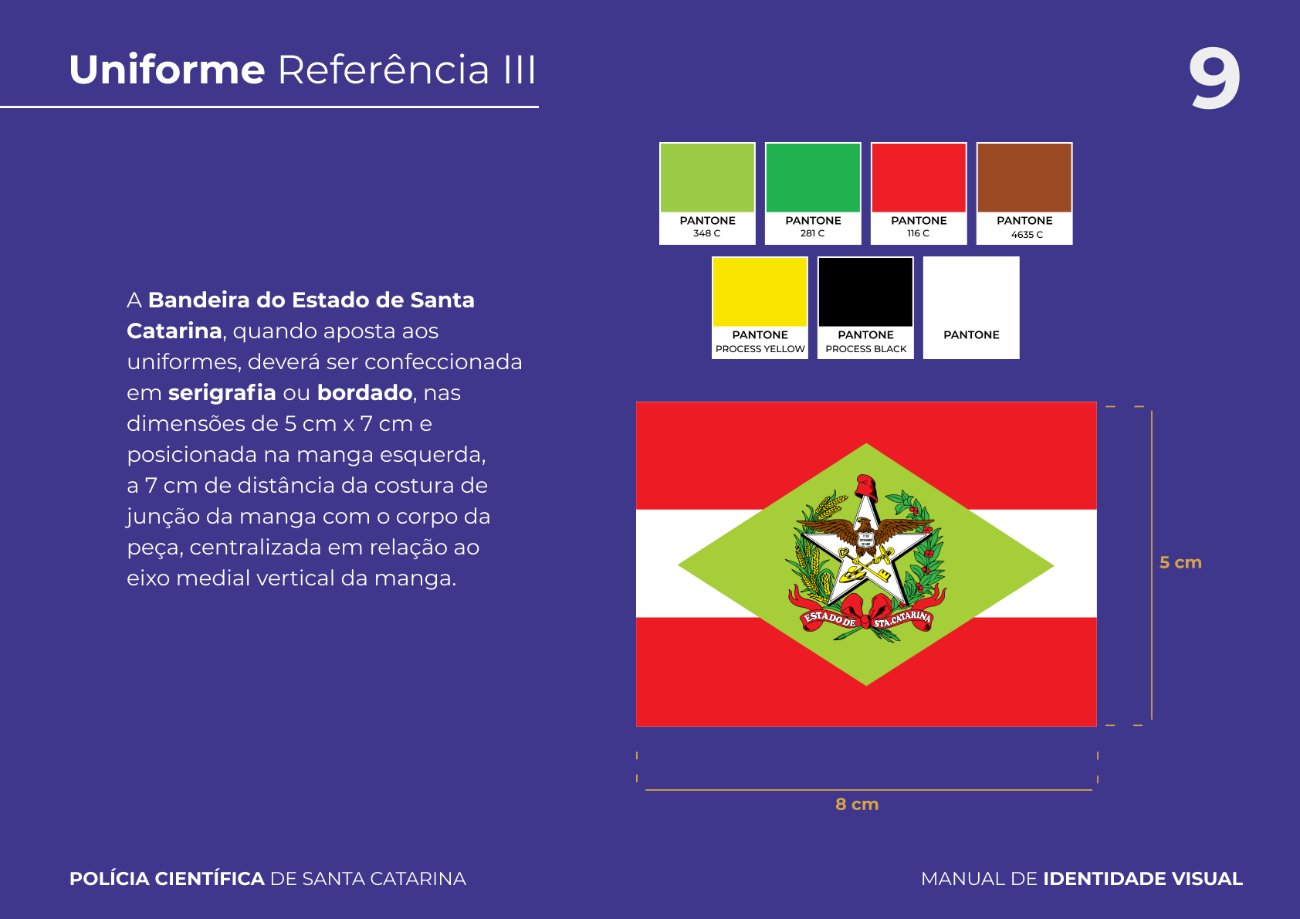 Uniforme Referência III
9
PANTONE
348 C
PANTONE
281 C
PANTONE
116 C
PANTONE
4635 C
PANTONE
PROCESS YELLOW
PANTONE
PROCESS BLACK
PANTONE
A Bandeira do Estado de Santa
Catarina, quando aposta aos
uniformes, deverá ser confeccionada
em serigrafia ou bordado, nas
dimensões de 5 cm x 7 cm e
posicionada na manga esquerda,
a 7 cm de distância da costura de
junção da manga com o corpo da
peça, centralizada em relação ao
eixo medial vertical da manga.
ESTADO DE STA. CATARINA
5 cm
8 cm
POLÍCIA CIENTÍFICA DE SANTA CATARINA
MANUAL DE IDENTIDADE VISUAL